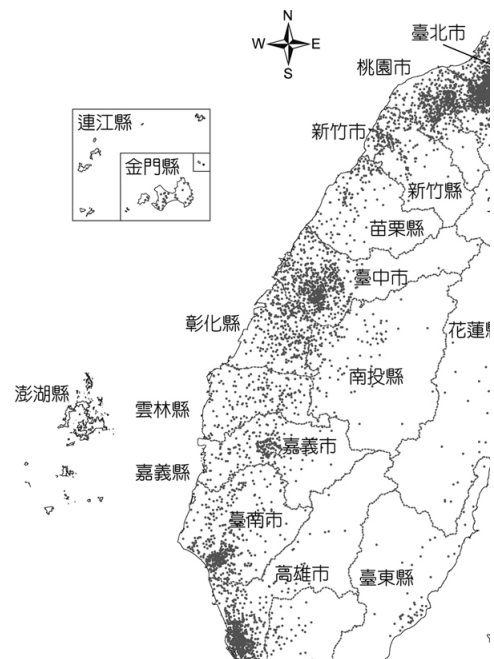 N
W E
S
臺北市
桃園市
連江縣
新竹市
金門縣
新竹縣
苗栗縣
臺中市
彰化縣
花蓮縣
南投縣
澎湖縣
雲林縣
嘉義市
嘉義縣
臺南市
高雄市
臺東縣